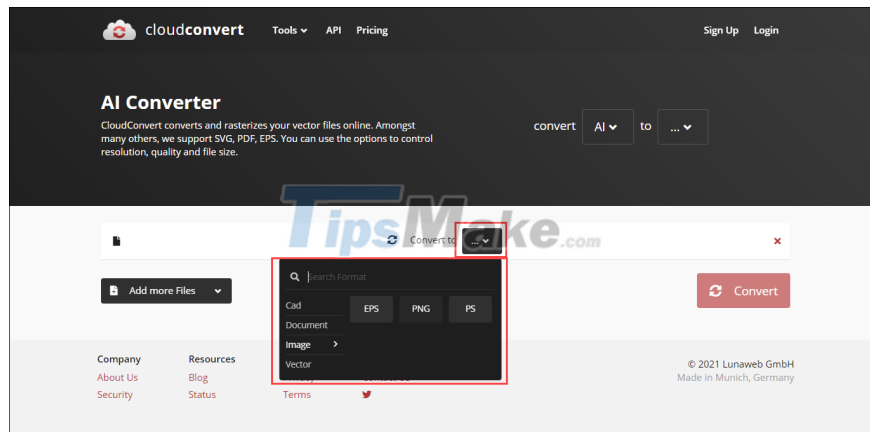 cloudconvert Tools API Pricing Sign Up Login
AI Converter
CloudConvert converts and rasterizes your vector files online. Amongst
many others, we support SVG, PDF, EPS. You can use the options to control
resolution, quality and file size.
convert AI to ...
TipsMake.com
Convert to ...
Search Format
Add more Files
Cad
Document
Image
Vector
EPS PNG PS
Convert
Company Resources
About Us Blog
Security Status Terms
© 2021 Lunaweb GmbH
Made in Munich, Germany